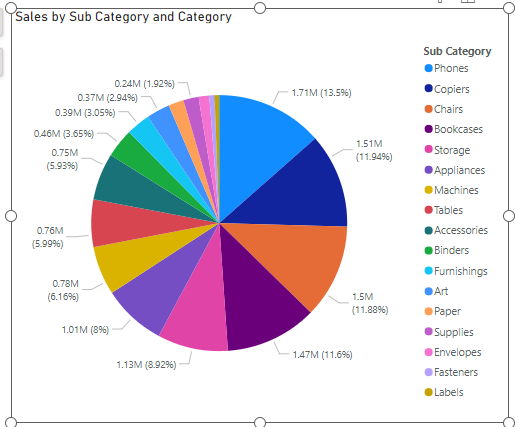 Sales by Sub Category and Category
0.24M (1.92%)
0.37M (2.94%)
0.39M (3.05%)
0.46M (3.65%)
0.75M
(5.93%)
0.76M
(5.99%)
0.78M
(6.16%)
1.01M (8%)
1.13M (8.92%)
1.71M (13.5%)
1.51M
(11.94%)
1.5M
(11.88%)
1.47M (11.6%)
Sub Category
Phones
Copiers
Chairs
Bookcases
Storage
Appliances
Machines
Tables
Accessories
Binders
Furnishings
Art
Paper
Supplies
Envelopes
Fasteners
Labels